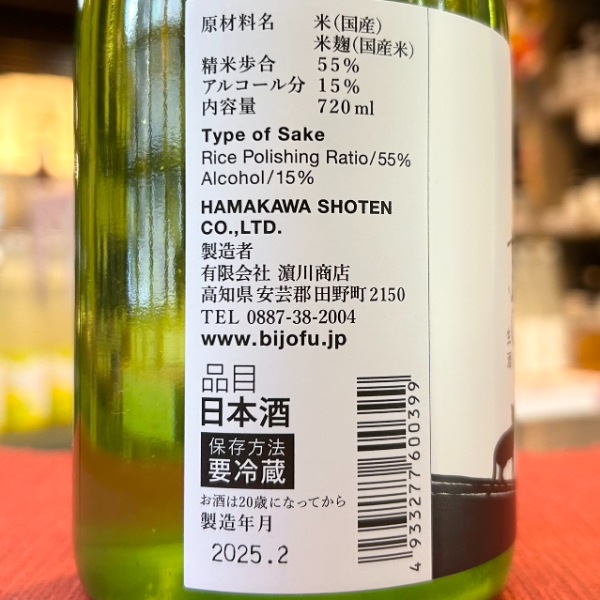 原材料名 米(国産)
米麹(国産米)
精米歩合 55%
アルコール分 15%
内容量 720ml
Type of Sake
Rice Polishing Ratio/55%
Alcohol/15%
HAMAKAWA SHOTEN
CO.,LTD.
製造者
有限会社 濵川商店
高知県安芸郡田野町2150
TEL 0887-38-2004
www.bijofu.jp
品目
日本酒
保存方法
要冷蔵
お酒は20歳になってから
製造年月
2025.2
4933277600399
生
酒